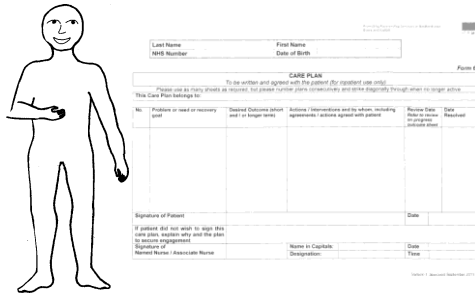 Last Name First Name
NHS Number Date of Birth
CARE PLAN
To be written and agreed with the patient (for inpatient use only)
Please use as many sheets as required, but please number plans consecutively and strike diagonally through when no longer active
This Care Plan belongs to:
No. Problem or need or recovery goal Desired Outcome (short and / or longer term) Actions / Interventions and by whom, including agreements / actions agreed with patient Review Date Refer to review on progress Date Resolved
Signature of Patient Date
If patient did not wish to sign this
care plan, explain why and the plan
to secure engagement
Signature of Name in Capitals: Date
Named Nurse / Associate Nurse Designation: Time